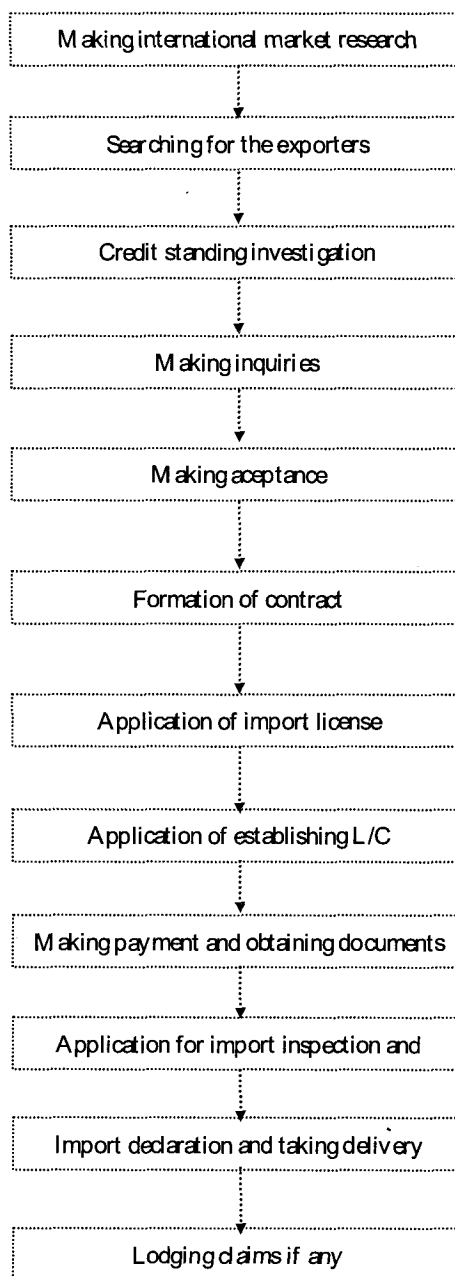 Making international market research
Searching for the exporters
Credit standing investigation
Making inquiries
Making aceptance
Formation of contract
Application of import license
Application of establishing L/C
Making payment and obtaining documents
Application for import inspection and
Import declaration and taking delivery
Lodging claims if any